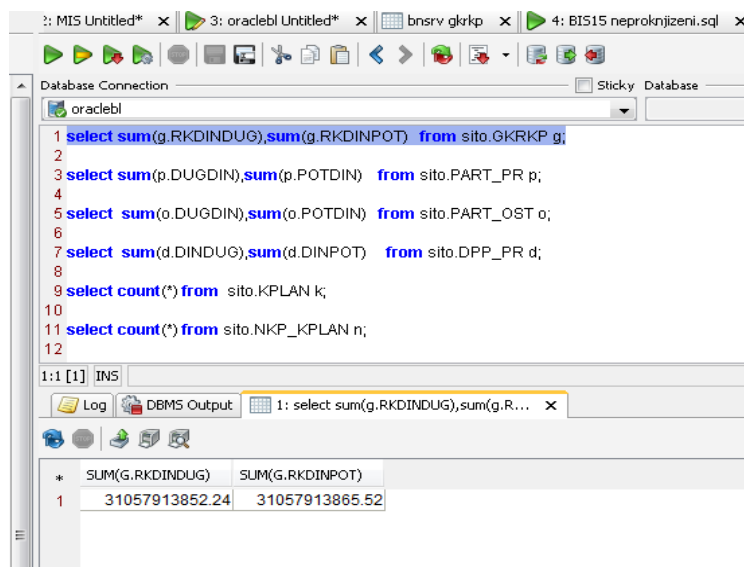 2: MIS Untitled* x 3: oraclebl Untitled* x bnsrv gkrkp x 4: BIS15 neproknjizeni.sql x
Database Connection Sticky Database
oraclebl
1 select sum(g.RKDINDUG),sum(g.RKDINPOT) from sito.GKRKP g;
2
3 select sum(p.DUGDIN),sum(p.POTDIN) from sito.PART_PR p;
4
5 select sum(o.DUGDIN),sum(o.POTDIN) from sito.PART_OST o;
6
7 select sum(d.DINDUG),sum(d.DINPOT) from sito.DPP_PR d;
8
9 select count(*) from sito.KPLAN k;
10
11 select count(*) from sito.NKP_KPLAN n;
12
1:1 [1] INS
Log DBMS Output 1: select sum(g.RKDINDUG),sum(g.R... x
* SUM(G.RKDINDUG) SUM(G.RKDINPOT)
1 31057913852.24 31057913865.52